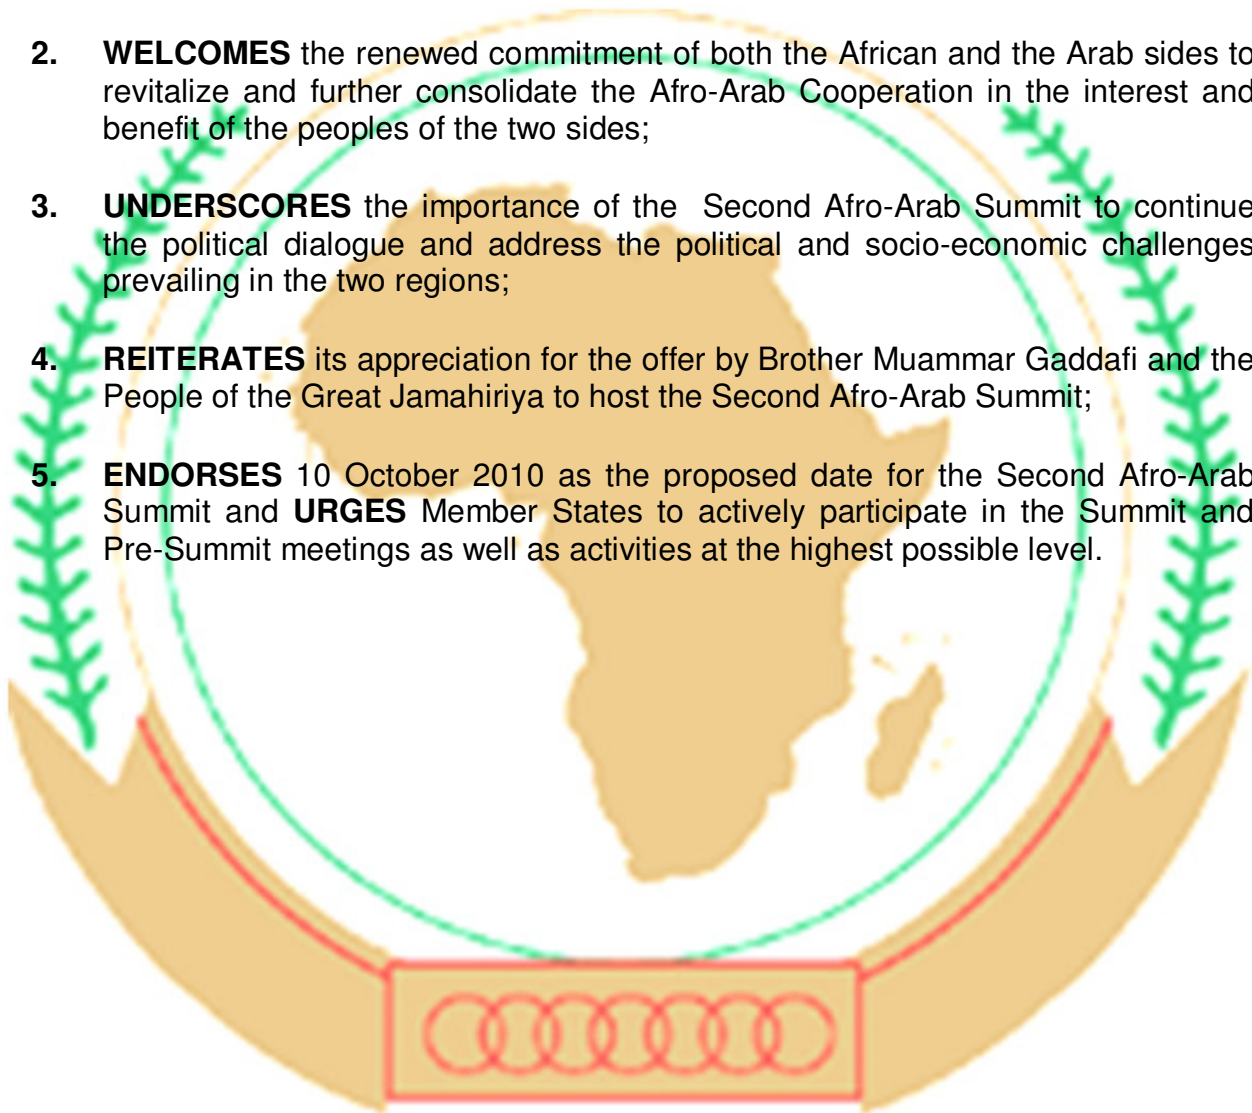 2. WELCOMES the renewed commitment of both the African and the Arab sides to
revitalize and further consolidate the Afro-Arab Cooperation in the interest and
benefit of the peoples of the two sides;
3. UNDERSCORES the importance of the Second Afro-Arab Summit to continue
the political dialogue and address the political and socio-economic challenges
prevailing in the two regions;
4. REITERATES its appreciation for the offer by Brother Muammar Gaddafi and the
People of the Great Jamahiriya to host the Second Afro-Arab Summit;
5. ENDORSES 10 October 2010 as the proposed date for the Second Afro-Arab
Summit and URGES Member States to actively participate in the Summit and
Pre-Summit meetings as well as activities at the highest possible level.